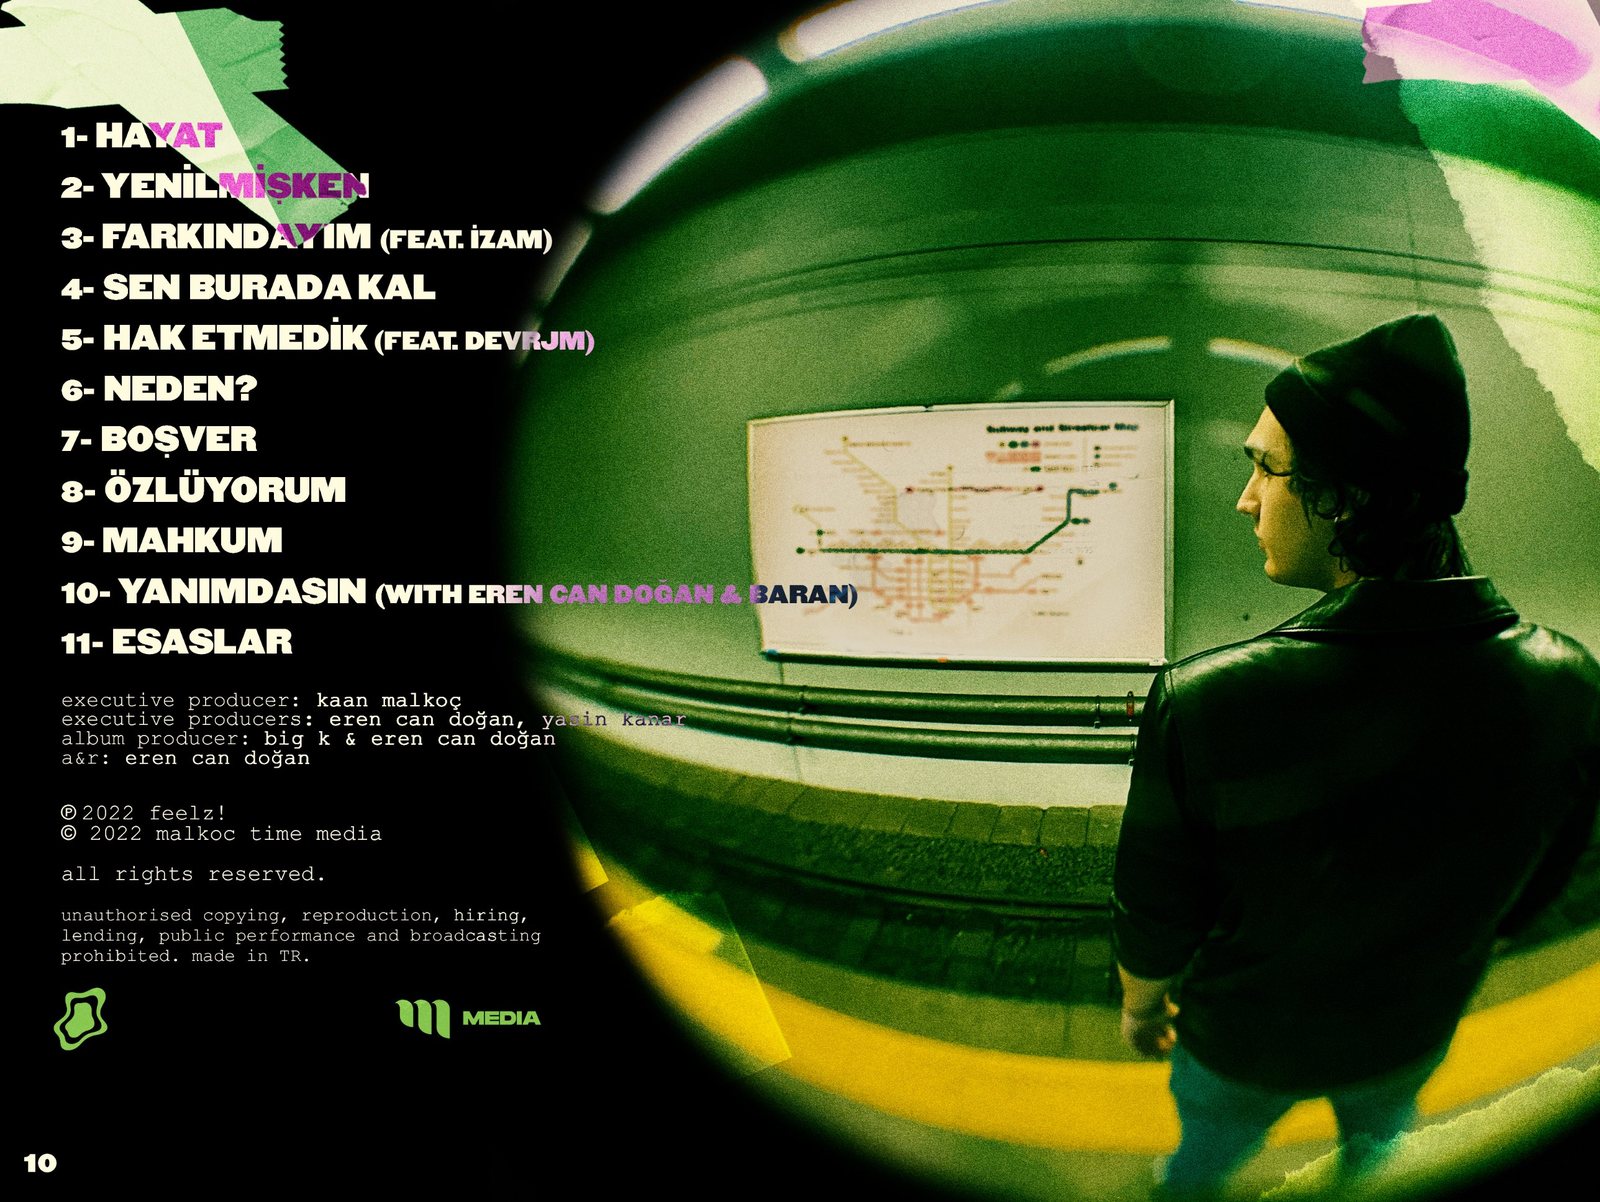 1- HAYAT
2- YENİLMİŞKEN
3- FARKINDAYIM (FEAT. İZAM)
4- SEN BURADA KAL
5- HAK ETMEDİK (FEAT. DEVRJM)
6- NEDEN?
7- BOŞVER
8- ÖZLÜYORUM
9- MAHKUM
10- YANIMDASIN (WITH EREN CAN DOĞAN & BARAN)
11- ESASLAR
executive producer: kaan malkoç
executive producers: eren can doğan, yasin kanar
album producer: big k & eren can doğan
a&r: eren can doğan
℗ 2022 feelz!
© 2022 malkoc time media
all rights reserved.
unauthorised copying, reproduction, hiring,
lending, public performance and broadcasting
prohibited. made in TR.
MEDIA
10
Subway and Streetcar Map